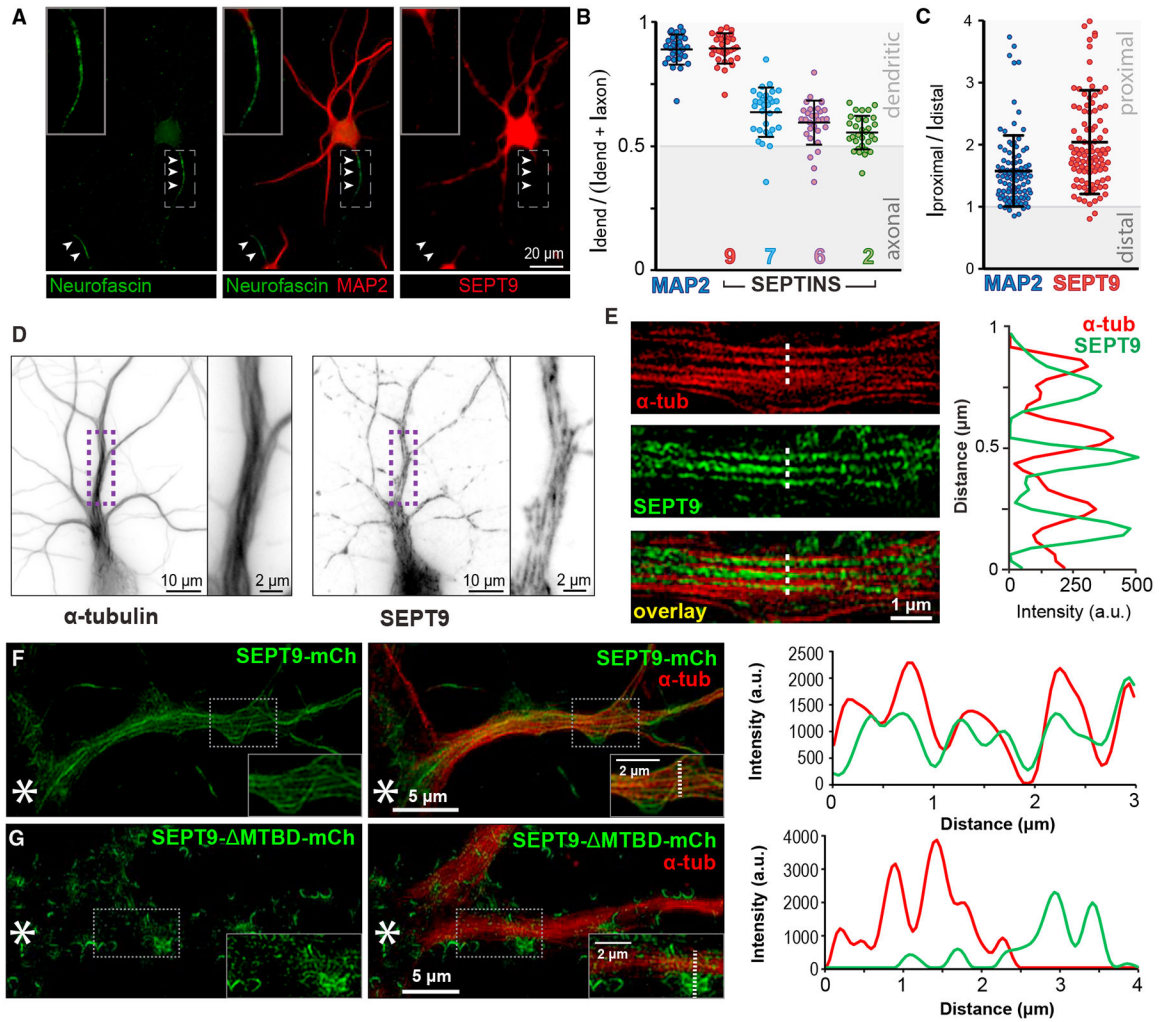 A
Neurofascin
Neurofascin MAP2
SEPT9
20 µm
B
Idend / (Idend + Iaxon)
1
0.5
0
dendritic
axonal
9
7
6
2
MAP2
SEPTINS
C
Iproximal / Idistal
4
3
2
1
0
proximal
distal
MAP2
SEPT9
D
10 µm
2 µm
10 µm
2 µm
α-tubulin
SEPT9
E
α-tub
SEPT9
overlay
1 µm
α-tub
SEPT9
Distance (µm)
1
0.5
0
0
250
500
Intensity (a.u.)
F
SEPT9-mCh
SEPT9-mCh
α-tub
2 µm
5 µm
Intensity (a.u.)
2500
2000
1500
1000
500
0
0
1
2
3
Distance (µm)
G
SEPT9-ΔMTBD-mCh
SEPT9-ΔMTBD-mCh
α-tub
2 µm
5 µm
Intensity (a.u.)
4000
3000
2000
1000
0
0
1
2
3
4
Distance (µm)